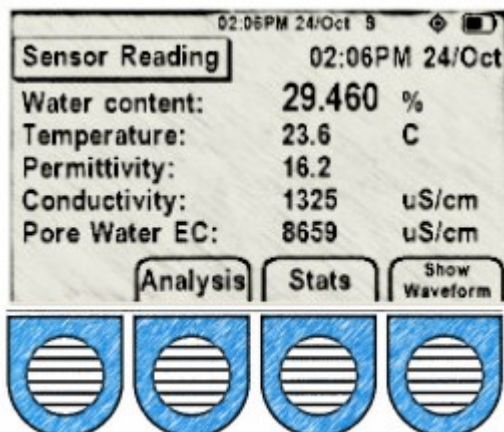 02:06PM 24/Oct S
Sensor Reading 02:06PM 24/Oct
Water content: 29.460 %
Temperature: 23.6 C
Permittivity: 16.2
Conductivity: 1325 uS/cm
Pore Water EC: 8659 uS/cm
Analysis Stats Show Waveform